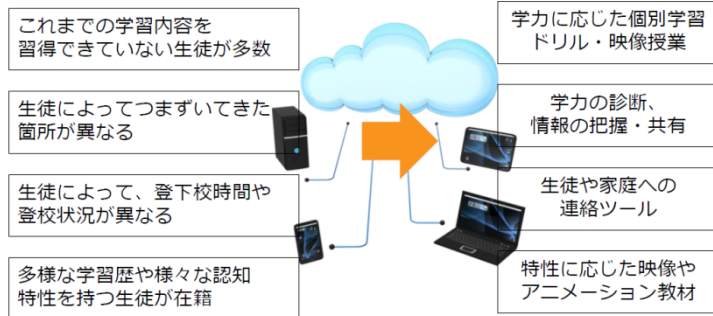 これまでの学習内容を
習得できていない生徒が多数
生徒によってつまずいてきた
箇所が異なる
生徒によって、登下校時間や
登校状況が異なる
多様な学習歴や様々な認知
特性を持つ生徒が在籍
学力に応じた個別学習
ドリル・映像授業
学力の診断、
情報の把握・共有
生徒や家庭への
連絡ツール
特性に応じた映像や
アニメーション教材